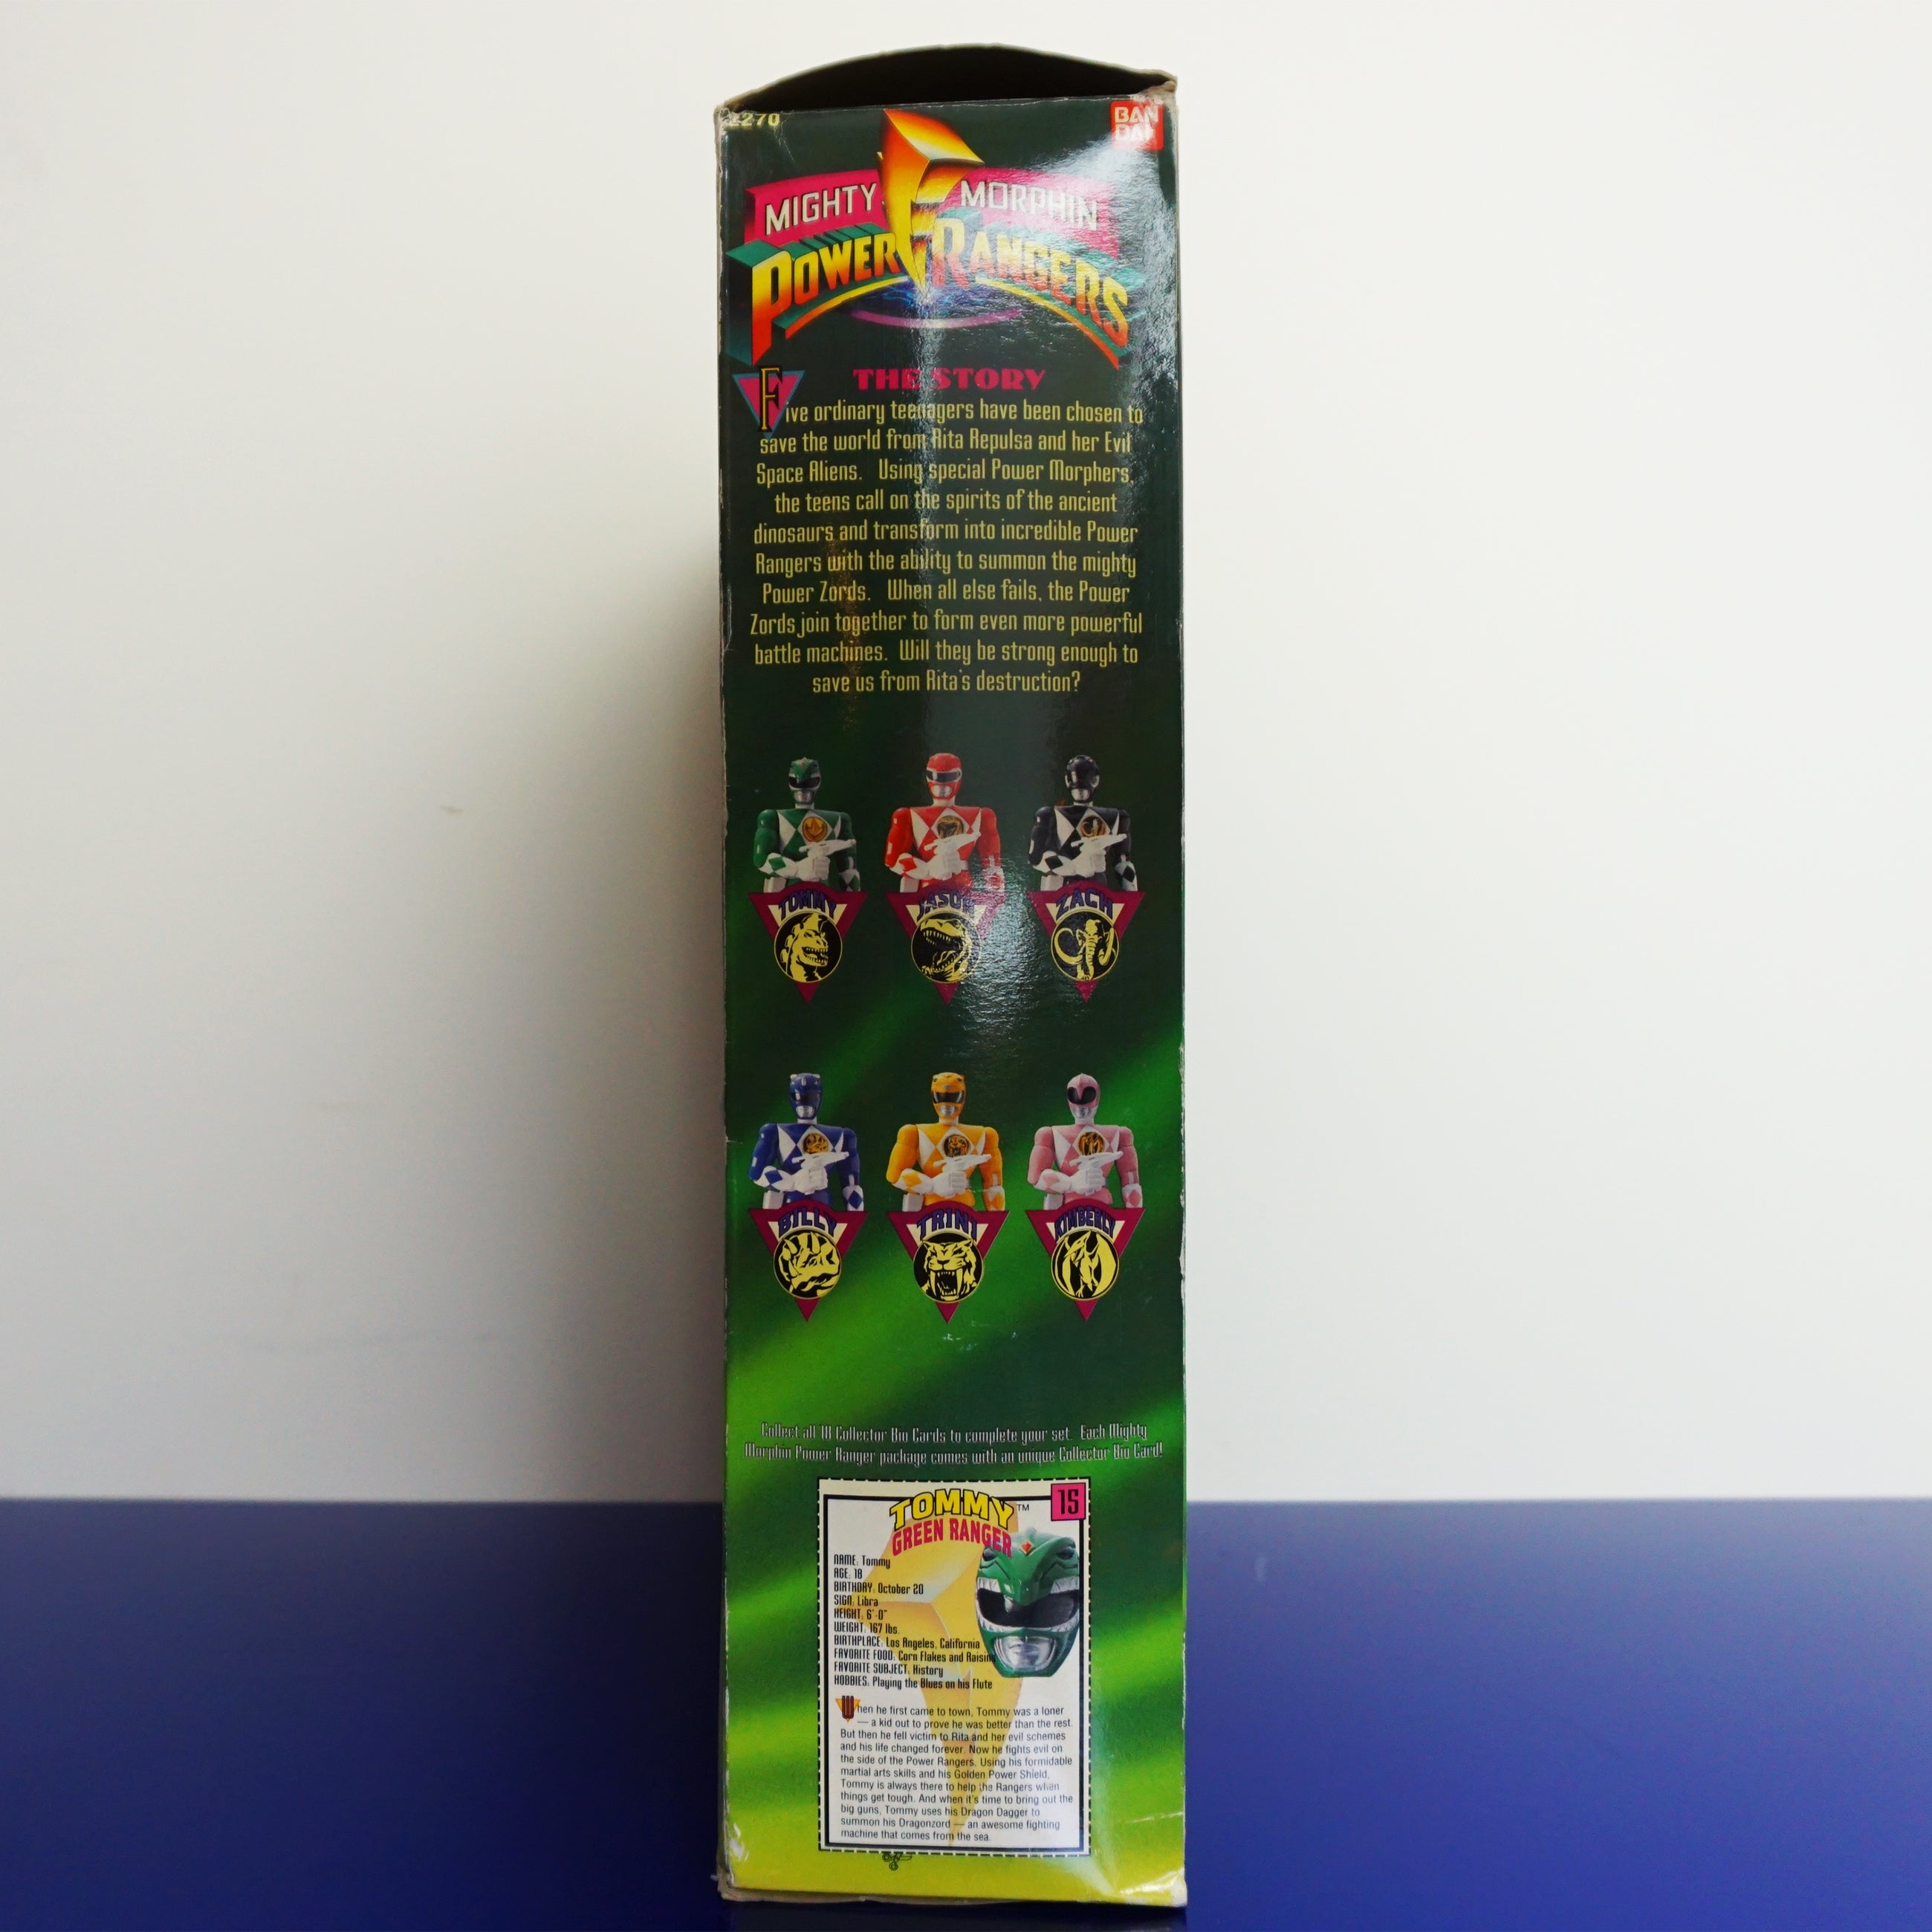 2270
BAN
DAI
MIGHTY MORPHIN
POWER RANGERS
THE STORY
Five ordinary teenagers have been chosen to
save the world from Rita Repulsa and her Evil
Space Aliens. Using special Power Morphers,
the teens call on the spirits of the ancient
dinosaurs and transform into incredible Power
Rangers with the ability to summon the mighty
Power Zords. When all else fails, the Power
Zords join together to form even more powerful
battle machines. Will they be strong enough to
save us from Rita's destruction?
TOMMY JASON ZACH
BILLY TRINI KIMBERLY
Collect all 18 Collector Bio Cards to complete your set. Each Mighty
Morphin Power Ranger package comes with an unique Collector Bio Card!
TOMMY™ 15
GREEN RANGER
NAME: Tommy
AGE: 18
BIRTHDAY: October 20
SIGN: Libra
HEIGHT: 6'-0"
WEIGHT: 167 lbs.
BIRTHPLACE: Los Angeles, California
FAVORITE FOOD: Corn Flakes and Raisins
FAVORITE SUBJECT: History
HOBBIES: Playing the Blues on his Flute
When he first came to town, Tommy was a loner
— a kid out to prove he was better than the rest.
But then he fell victim to Rita and her evil schemes
and his life changed forever. Now he fights evil on
the side of the Power Rangers. Using his formidable
martial arts skills and his Golden Power Shield,
Tommy is always there to help the Rangers when
things get tough. And when it's time to bring out the
big guns, Tommy uses his Dragon Dagger to
summon his Dragonzord — an awesome fighting
machine that comes from the sea.